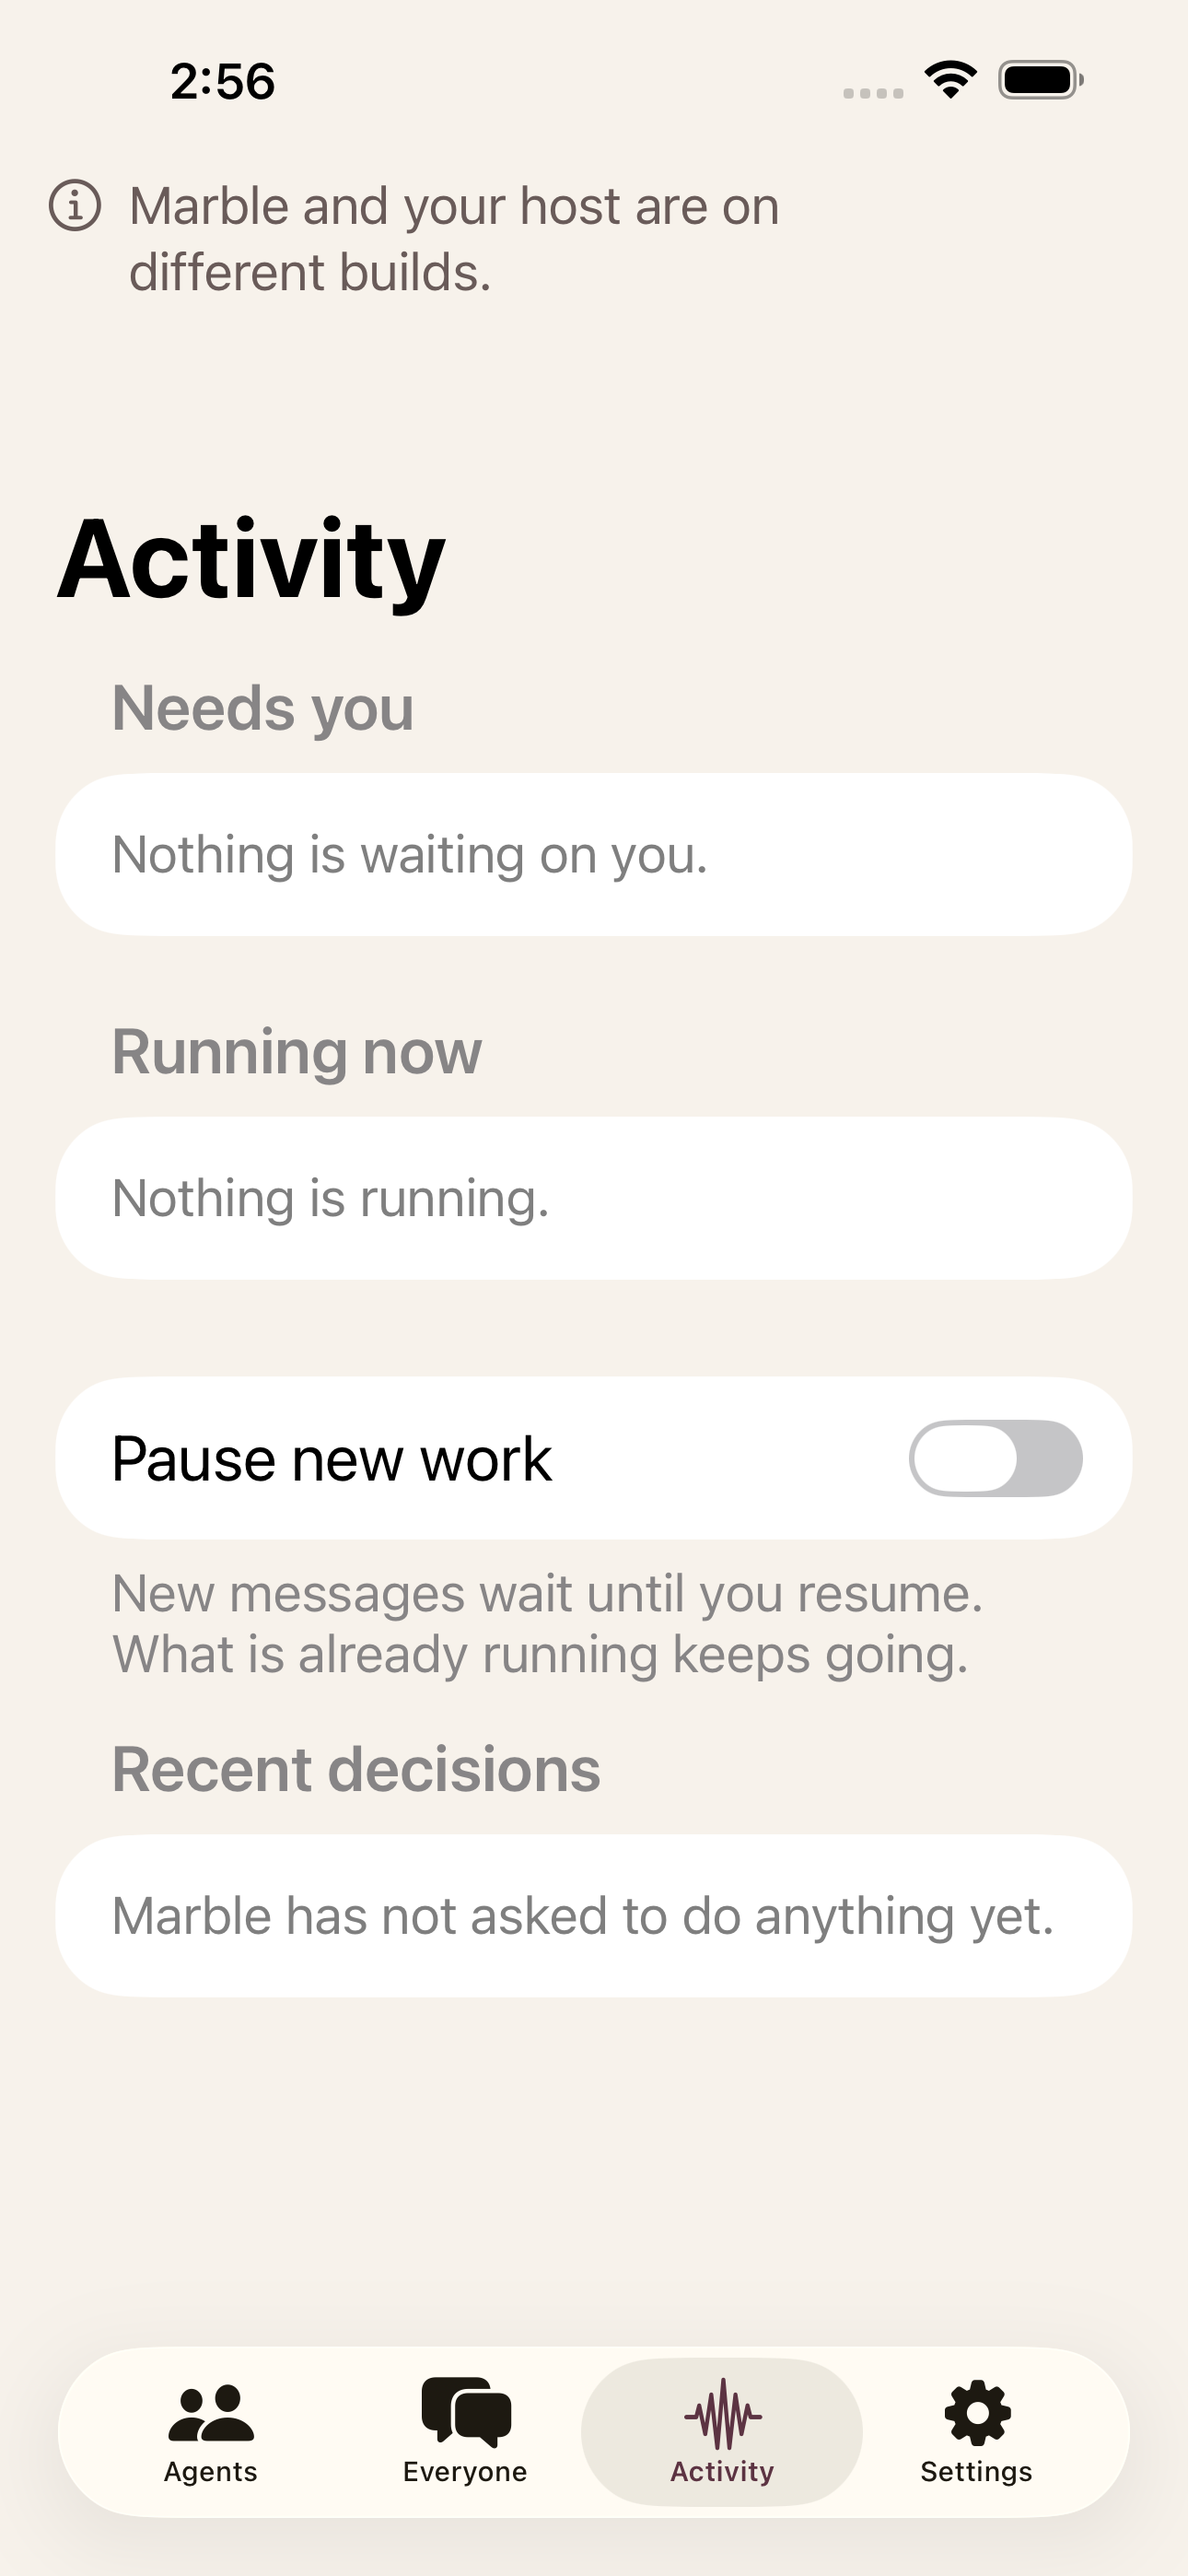 2:56
Marble and your host are on
different builds.
Activity
Needs you
Nothing is waiting on you.
Running now
Nothing is running.
Pause new work
New messages wait until you resume.
What is already running keeps going.
Recent decisions
Marble has not asked to do anything yet.
Agents
Everyone
Activity
Settings